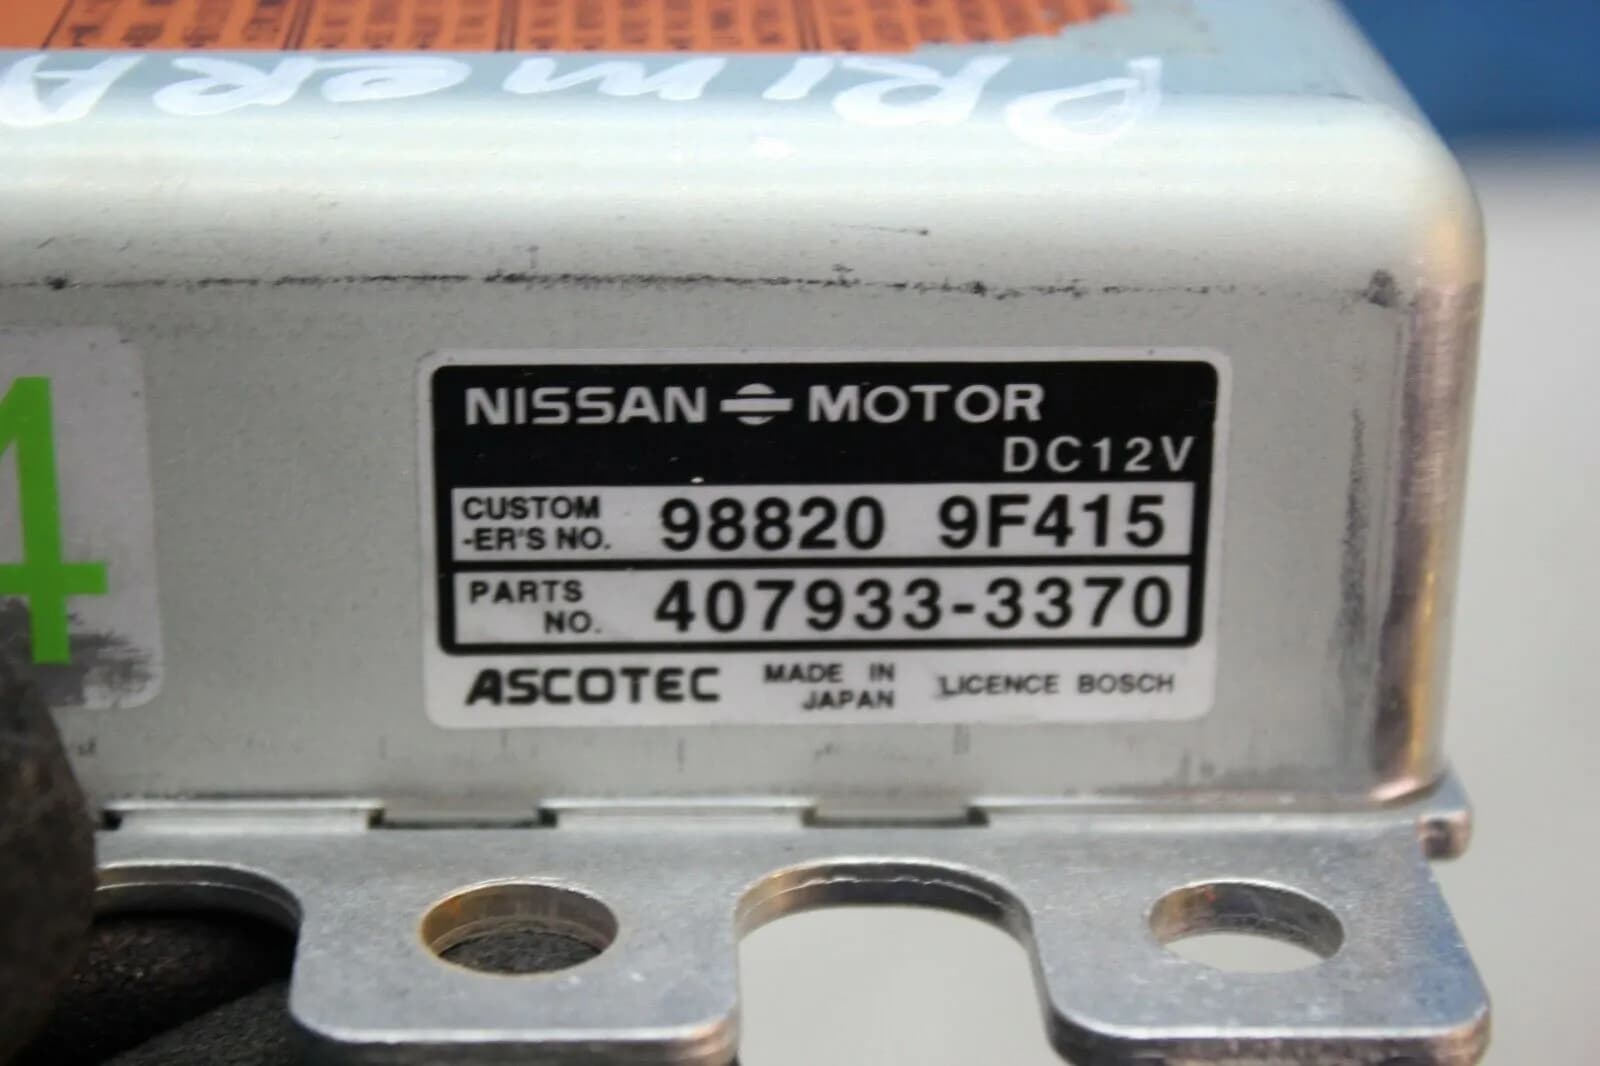 PRIMERA
4
NISSAN MOTOR
DC12V
CUSTOM
-ER'S NO. 98820 9F415
PARTS
NO. 407933-3370
ASCOTEC MADE IN
JAPAN LICENCE BOSCH